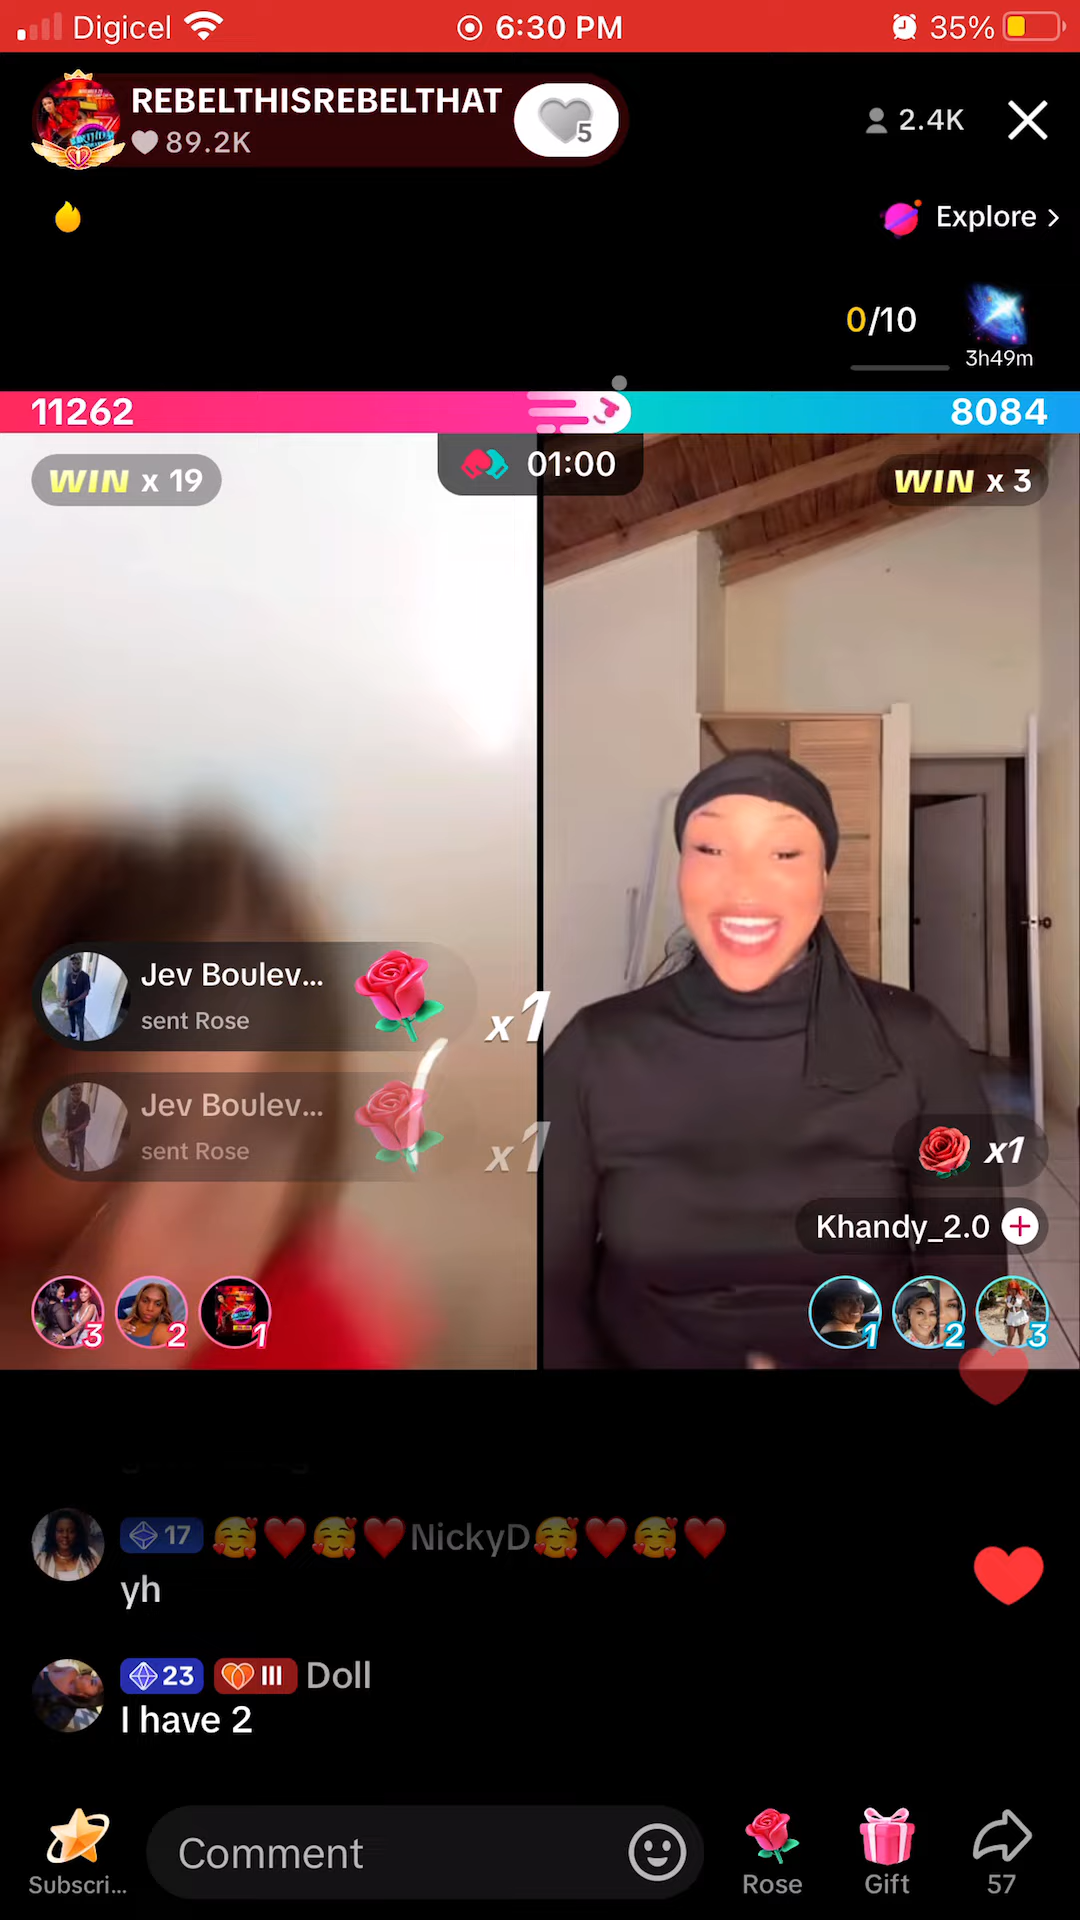 Digicel
6:30 PM
35%
REBELTHISREBELTHAT
89.2K
5
2.4K
Explore >
0/10
3h49m
11262
8084
WIN x 19
01:00
WIN x 3
Jev Boulev...
sent Rose
x1
Jev Boulev...
sent Rose
x1
x1
Khandy_2.0
3
2
1
1
2
3
17
NickyD
yh
23
III
Doll
I have 2
Subscri...
Comment
Rose
Gift
57